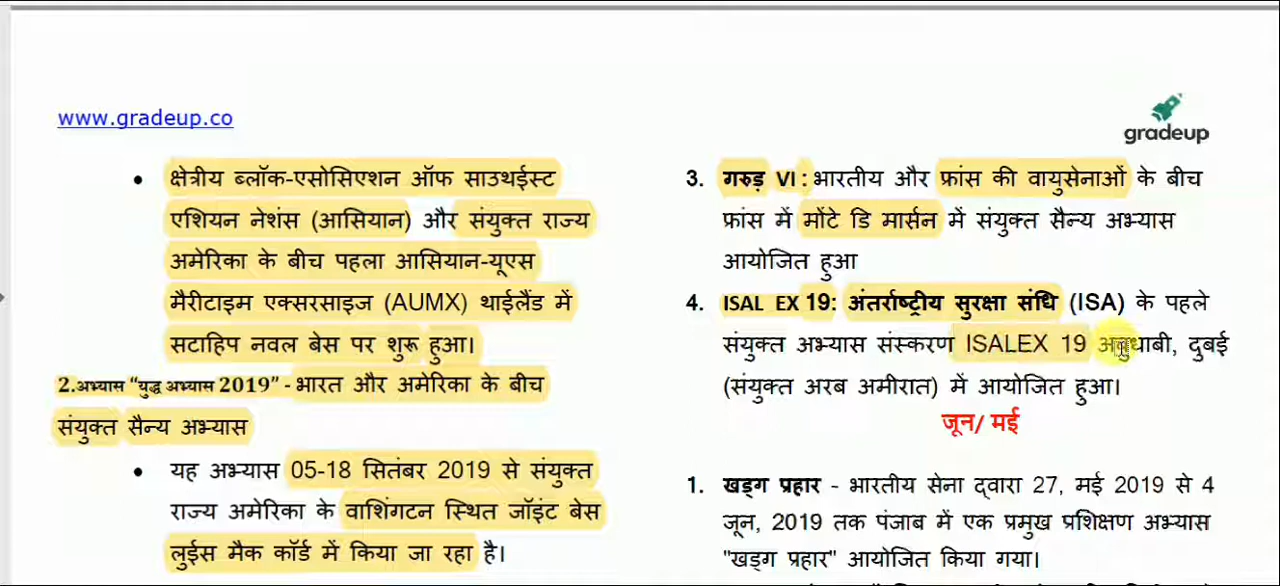 www.gradeup.co
gradeup
• क्षेत्रीय ब्लॉक-एसोसिएशन ऑफ साउथईस्ट
एशियन नेशंस (आसियान) और संयुक्त राज्य
अमेरिका के बीच पहला आसियान-यूएस
मैरीटाइम एक्सरसाइज (AUMX) थाईलैंड में
सटाहिप नवल बेस पर शुरू हुआ।
2.अभ्यास “युद्ध अभ्यास 2019” - भारत और अमेरिका के बीच
संयुक्त सैन्य अभ्यास
• यह अभ्यास 05-18 सितंबर 2019 से संयुक्त
राज्य अमेरिका के वाशिंगटन स्थित जॉइंट बेस
लुईस मैक कॉर्ड में किया जा रहा है।
3. गरुड़ VI : भारतीय और फ्रांस की वायुसेनाओं के बीच
फ्रांस में मोंटे डि मार्सन में संयुक्त सैन्य अभ्यास
आयोजित हुआ
4. ISAL EX 19: अंतर्राष्ट्रीय सुरक्षा संधि (ISA) के पहले
संयुक्त अभ्यास संस्करण ISALEX 19 अबुधाबी, दुबई
(संयुक्त अरब अमीरात) में आयोजित हुआ।
जून/ मई
1. खड्ग प्रहार - भारतीय सेना द्वारा 27, मई 2019 से 4
जून, 2019 तक पंजाब में एक प्रमुख प्रशिक्षण अभ्यास
"खड्ग प्रहार" आयोजित किया गया।